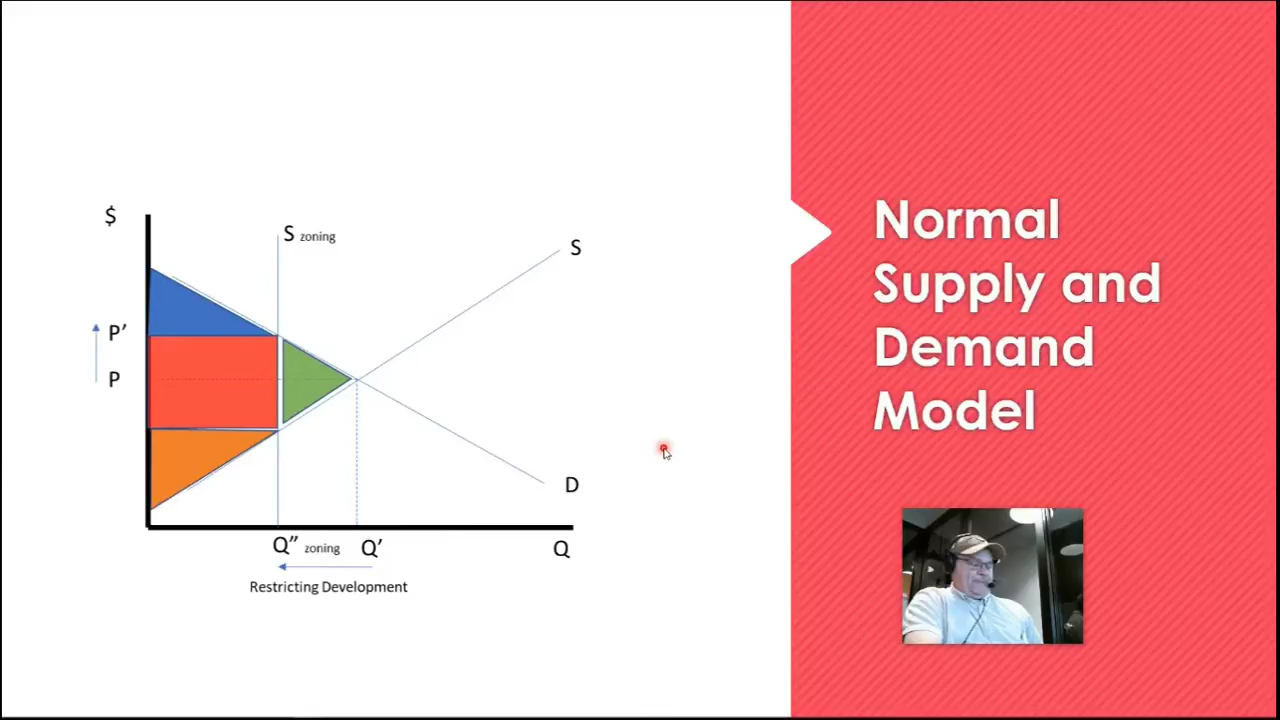 $
S zoning
S
P’
P
D
Q” zoning
Q’
Q
Restricting Development
Normal
Supply and
Demand
Model